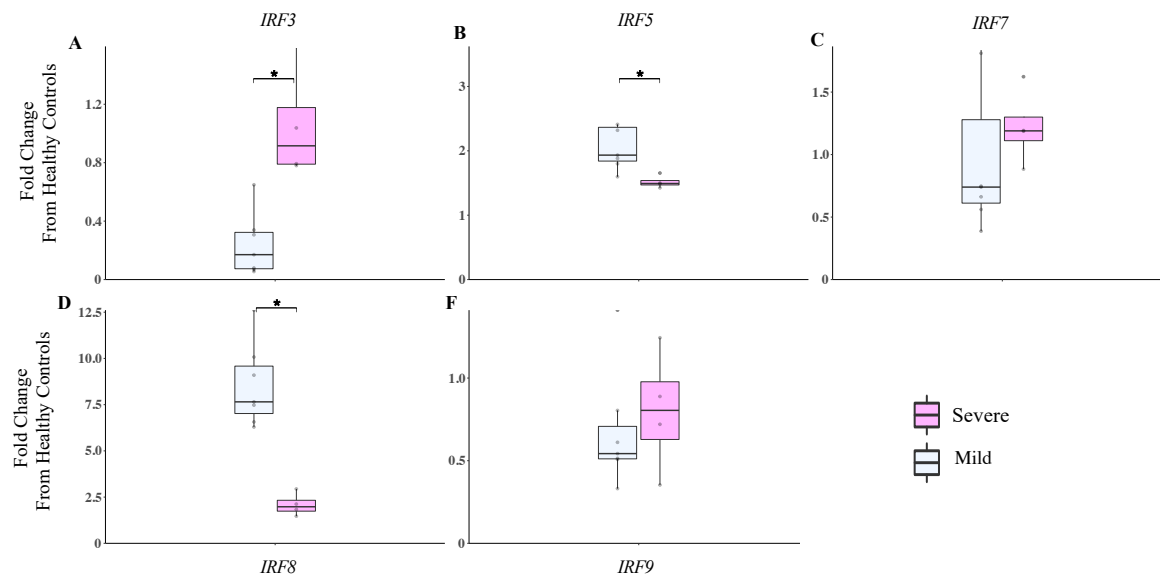 IRF3
IRF5
IRF7
A
B
C
Fold Change
From Healthy Controls
1.2
0.8
0.4
0
*
3
2
1
0
*
1.5
1.0
0.5
0
D
F
Fold Change
From Healthy Controls
12.5
10.0
7.5
5.0
2.5
0
*
1.0
0.5
0
Severe
Mild
IRF8
IRF9